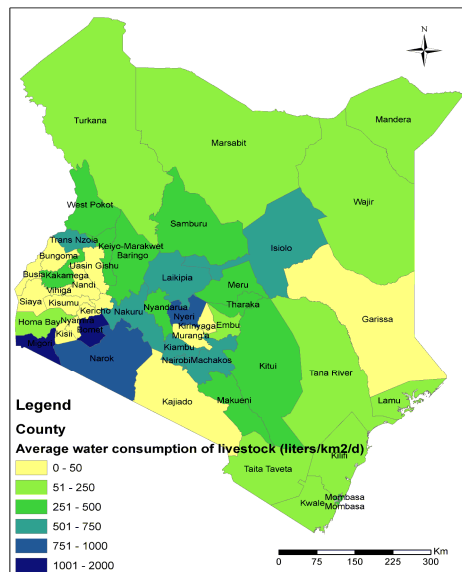 N
Mandera
Turkana
Marsabit
Wajir
West Pokot
Samburu
Trans Nzoia
Keiyo-Marakwet
Isiolo
Bungoma
Baringo
Uasin Gishu
Busia
Kakamega
Laikipia
Nandi
Vihiga
Meru
Siaya
Kisumu
Kericho
Nakuru
Nyandarua
Tharaka
Homa Bay
Nyamira
Nyeri
Garissa
Kirinyaga
Embu
Bomet
Kisii
Murang'a
Migori
Kiambu
Narok
Nairobi
Machakos
Kitui
Tana River
Kajiado
Makueni
Lamu
Legend
County
Average water consumption of livestock (liters/km2/d)
Kilifi
Taita Taveta
0 - 50
51 - 250
Mombasa
Kwale
Mombasa
251 - 500
501 - 750
751 - 1000
Km
1001 - 2000
0 75 150 225 300